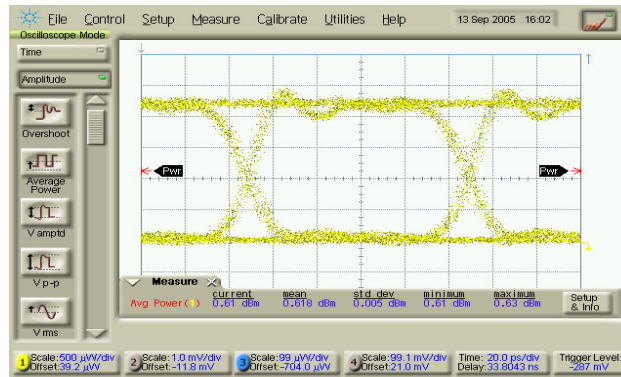 File Control Setup Measure Calibrate Utilities Help 13 Sep 2005 16:02
Oscilloscope Mode
Time
Amplitude
Overshoot
Average
Power
V amptd
V p-p
V rms
Pwr Pwr
Measure
current mean std dev minimum maximum
Avg Power(1) 0.61 dBm 0.618 dBm 0.005 dBm 0.61 dBm 0.63 dBm
Setup
& Info
1 Scale:500 µW/div 2 Scale:1.0 mV/div 3 Scale:99 µW/div 4 Scale:99.1 mV/div Time: 20.0 ps/div Trigger Level:
Offset:39.2 µW Offset:-11.8 mV Offset:-704.0 µW Offset:21.0 mV Delay:33.8043 ns -287 mV